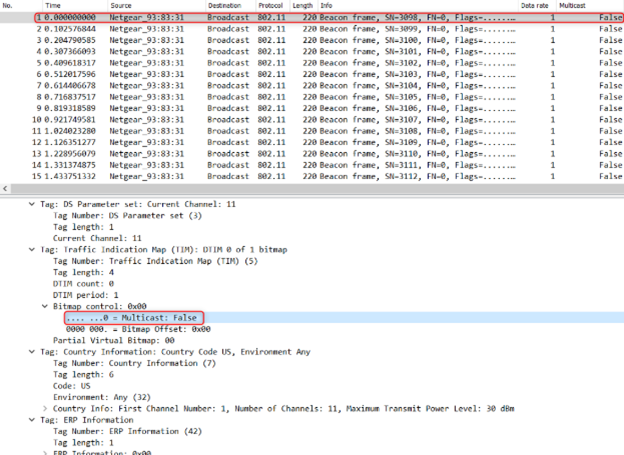 No. Time Source Destination Protocol Length Info Data rate Multicast
1 0.000000000 Netgear_93:83:31 Broadcast 802.11 220 Beacon frame, SN=3098, FN=0, Flags=........ 1 False
2 0.102576844 Netgear_93:83:31 Broadcast 802.11 220 Beacon frame, SN=3099, FN=0, Flags=........ 1 False
3 0.204790585 Netgear_93:83:31 Broadcast 802.11 220 Beacon frame, SN=3100, FN=0, Flags=........ 1 False
4 0.307366093 Netgear_93:83:31 Broadcast 802.11 220 Beacon frame, SN=3101, FN=0, Flags=........ 1 False
5 0.409618317 Netgear_93:83:31 Broadcast 802.11 220 Beacon frame, SN=3102, FN=0, Flags=........ 1 False
6 0.512017596 Netgear_93:83:31 Broadcast 802.11 220 Beacon frame, SN=3103, FN=0, Flags=........ 1 False
7 0.614406678 Netgear_93:83:31 Broadcast 802.11 220 Beacon frame, SN=3104, FN=0, Flags=........ 1 False
8 0.716837517 Netgear_93:83:31 Broadcast 802.11 220 Beacon frame, SN=3105, FN=0, Flags=........ 1 False
9 0.819318589 Netgear_93:83:31 Broadcast 802.11 220 Beacon frame, SN=3106, FN=0, Flags=........ 1 False
10 0.921749581 Netgear_93:83:31 Broadcast 802.11 220 Beacon frame, SN=3107, FN=0, Flags=........ 1 False
11 1.024023280 Netgear_93:83:31 Broadcast 802.11 220 Beacon frame, SN=3108, FN=0, Flags=........ 1 False
12 1.126351277 Netgear_93:83:31 Broadcast 802.11 220 Beacon frame, SN=3109, FN=0, Flags=........ 1 False
13 1.228956079 Netgear_93:83:31 Broadcast 802.11 220 Beacon frame, SN=3110, FN=0, Flags=........ 1 False
14 1.331374875 Netgear_93:83:31 Broadcast 802.11 220 Beacon frame, SN=3111, FN=0, Flags=........ 1 False
15 1.433751332 Netgear_93:83:31 Broadcast 802.11 220 Beacon frame, SN=3112, FN=0, Flags=........ 1 False
Tag: DS Parameter set: Current Channel: 11
Tag Number: DS Parameter set (3)
Tag length: 1
Current Channel: 11
Tag: Traffic Indication Map (TIM): DTIM 0 of 1 bitmap
Tag Number: Traffic Indication Map (TIM) (5)
Tag length: 4
DTIM count: 0
DTIM period: 1
Bitmap control: 0x00
.... ...0 = Multicast: False
0000 000. = Bitmap Offset: 0x00
Partial Virtual Bitmap: 00
Tag: Country Information: Country Code US, Environment Any
Tag Number: Country Information (7)
Tag length: 6
Code: US
Environment: Any (32)
Country Info: First Channel Number: 1, Number of Channels: 11, Maximum Transmit Power Level: 30 dBm
Tag: ERP Information
Tag Number: ERP Information (42)
Tag length: 1
ERP Information: 0x00